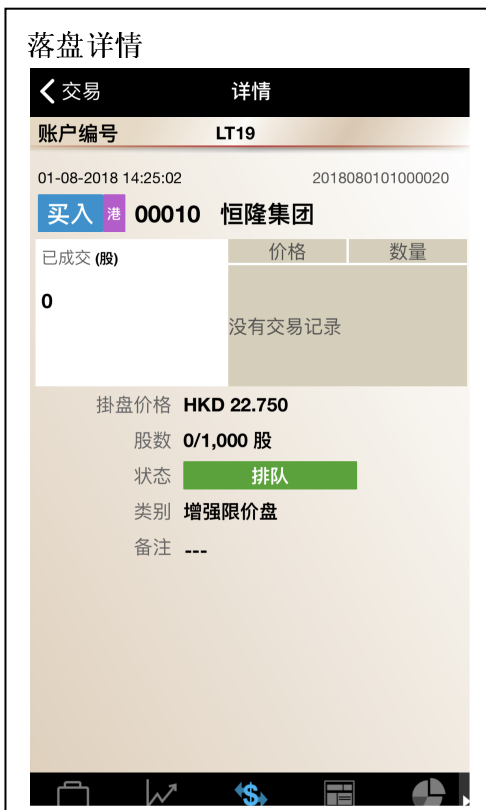 落盘详情
交易 详情
账户编号 LT19
01-08-2018 14:25:02 2018080101000020
买入 港 00010 恒隆集团
已成交 (股) 价格 数量
0
没有交易记录
掛盘价格 HKD 22.750
股数 0/1,000 股
状态 排队
类别 增强限价盘
备注 ---